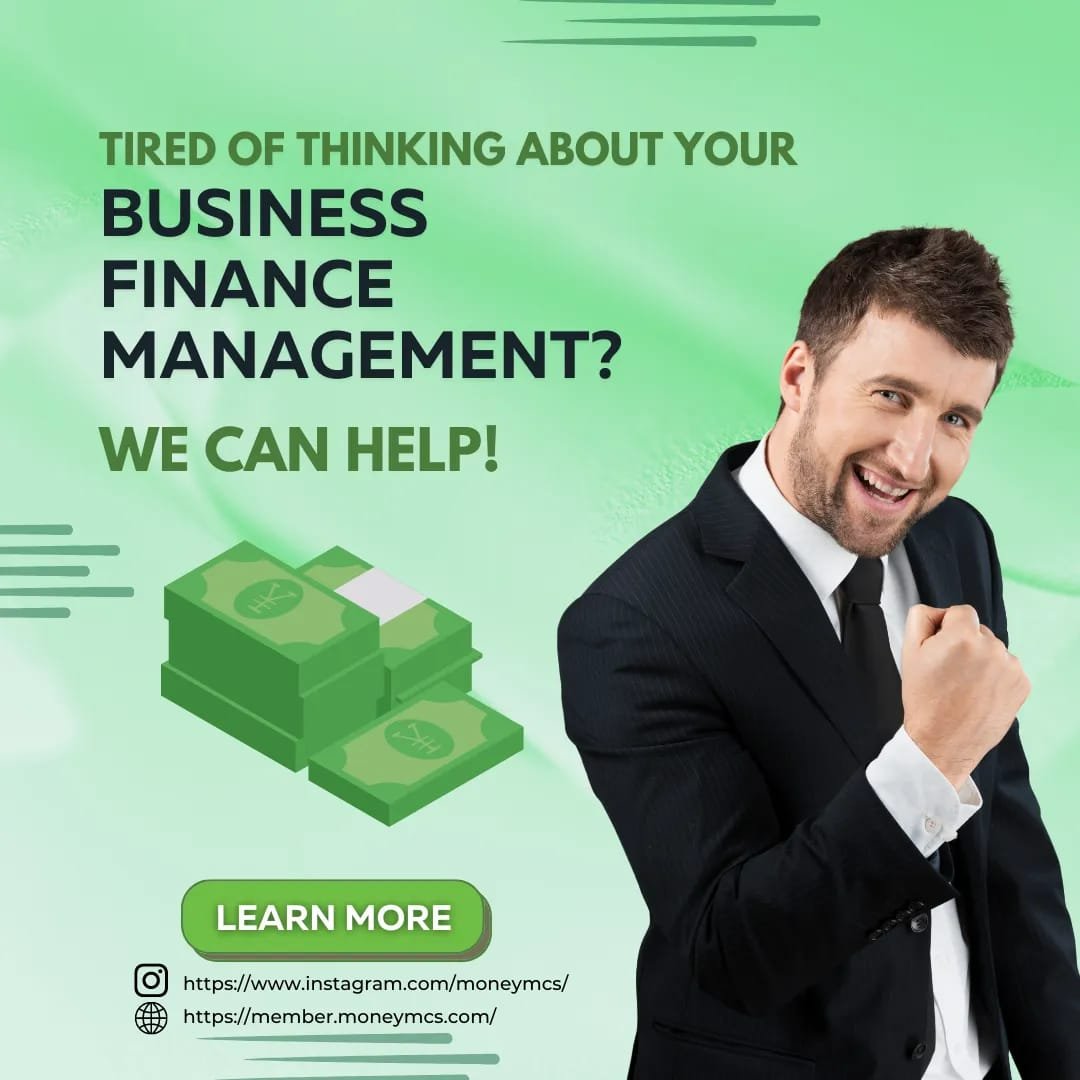 TIRED OF THINKING ABOUT YOUR
BUSINESS
FINANCE
MANAGEMENT?
WE CAN HELP!
LEARN MORE
https://www.instagram.com/moneymcs/
https://member.moneymcs.com/